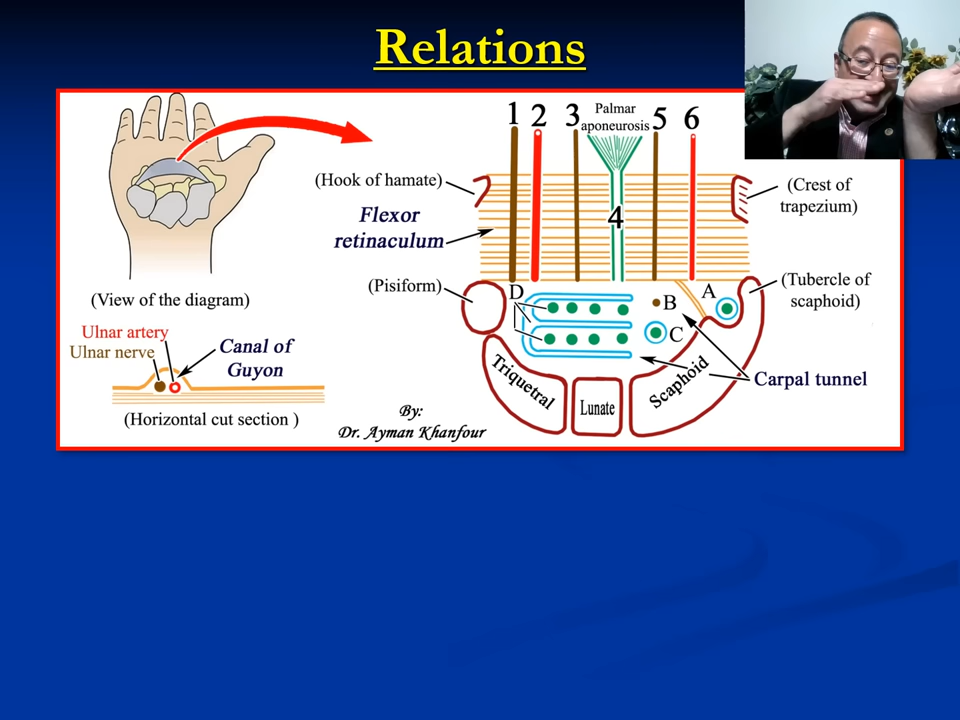 Relations
1 2 3 Palmar aponeurosis 5 6
(Hook of hamate)
(Crest of
trapezium)
4
Flexor
retinaculum
(Pisiform)
(Tubercle of
scaphoid)
(View of the diagram)
D
B
A
C
Ulnar artery
Ulnar nerve
Canal of
Guyon
(Horizontal cut section )
Triquetral
Lunate
Scaphoid
Carpal tunnel
By:
Dr. Ayman Khanfour